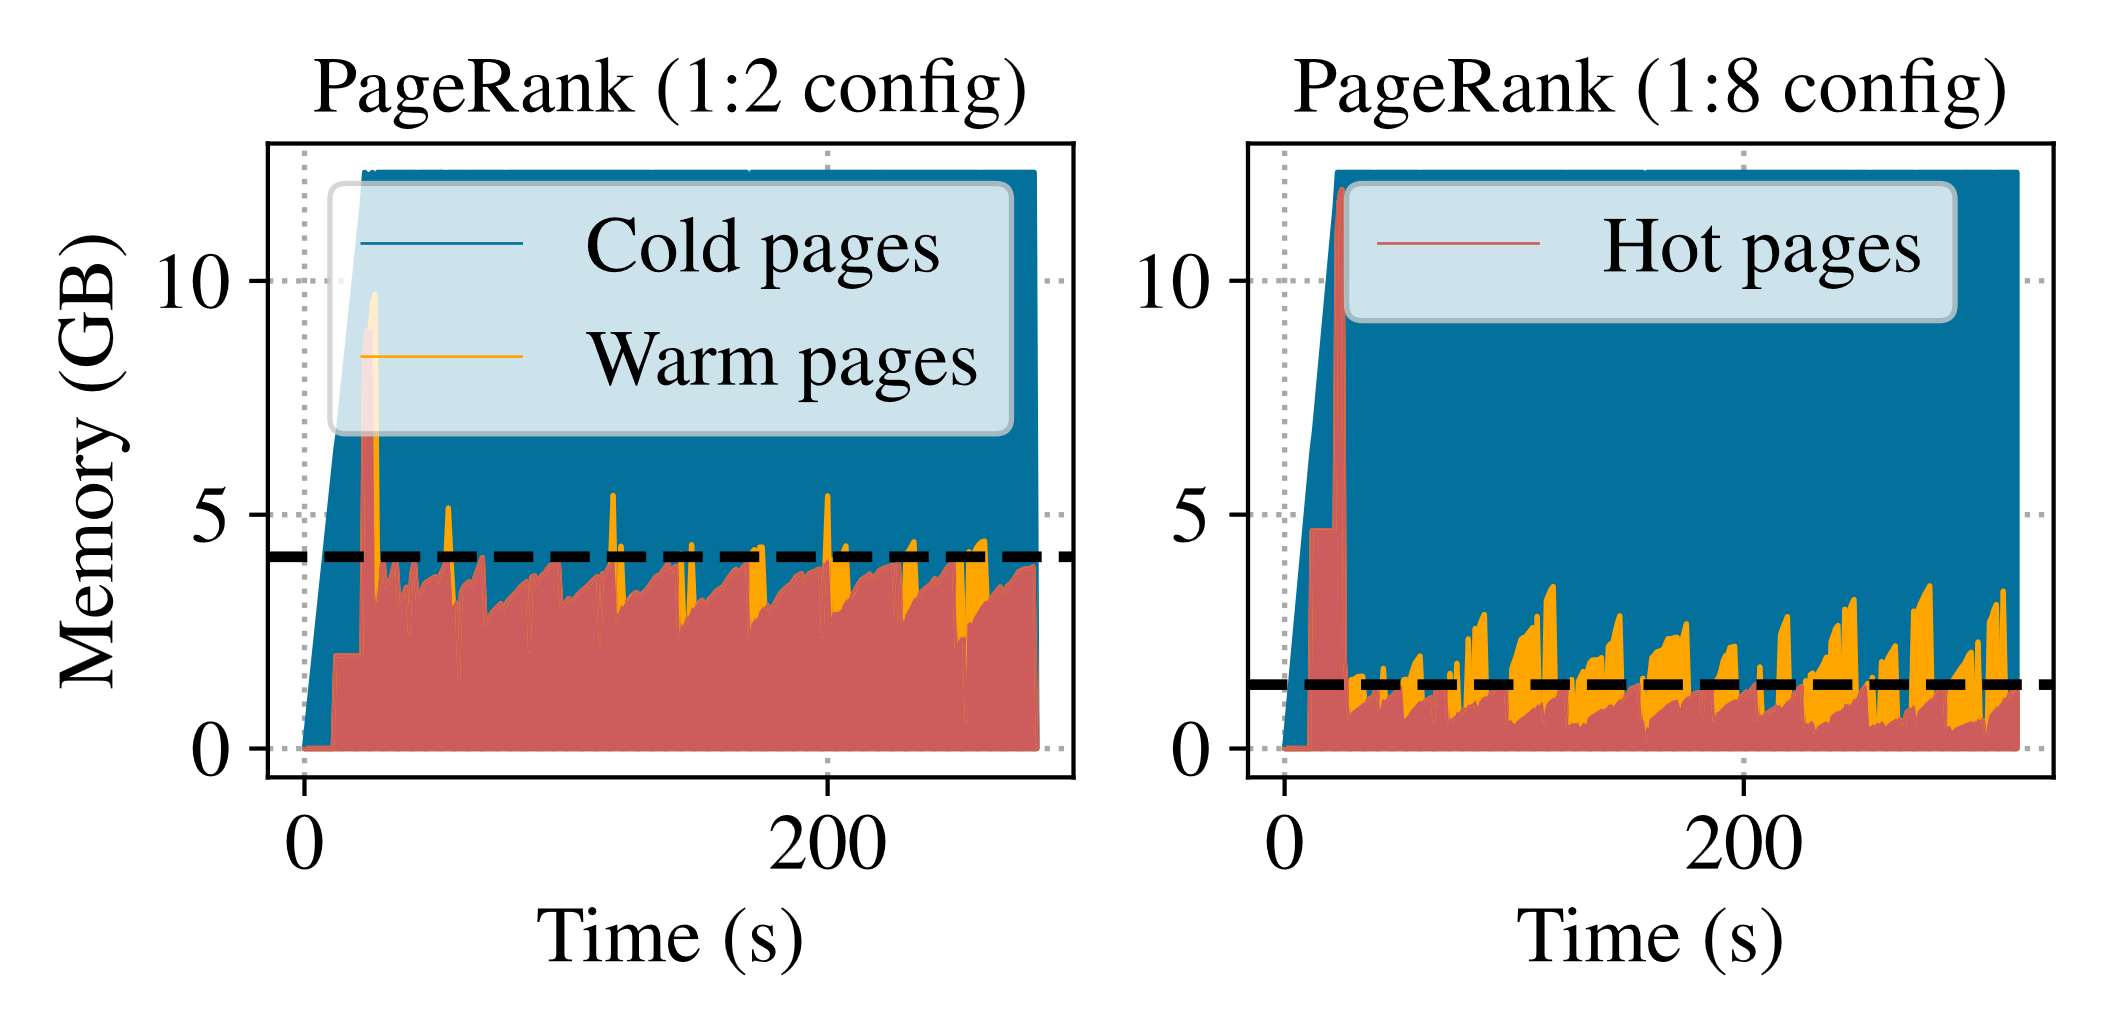 PageRank (1:2 config)
Cold pages
Warm pages
Memory (GB)
10
5
0
0
200
Time (s)
PageRank (1:8 config)
Hot pages
10
5
0
0
200
Time (s)